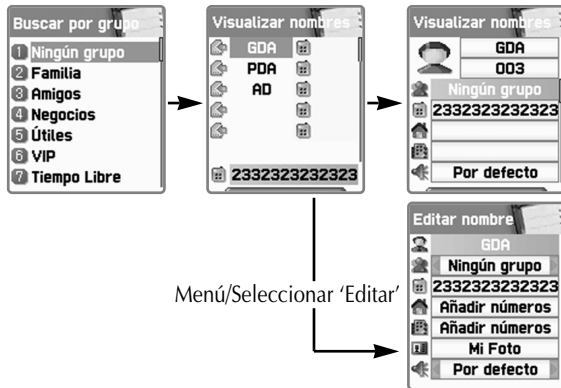 Buscar por grupo
1 Ningún grupo
2 Familia
3 Amigos
4 Negocios
5 Útiles
6 VIP
7 Tiempo Libre
Visualizar nombres
GDA
PDA
AD
2332323232323
Visualizar nombres
GDA
003
Ningún grupo
2332323232323
Por defecto
Menú/Seleccionar ‘Editar’
Editar nombre
GDA
Ningún grupo
2332323232323
Añadir números
Añadir números
Mi Foto
Por defecto